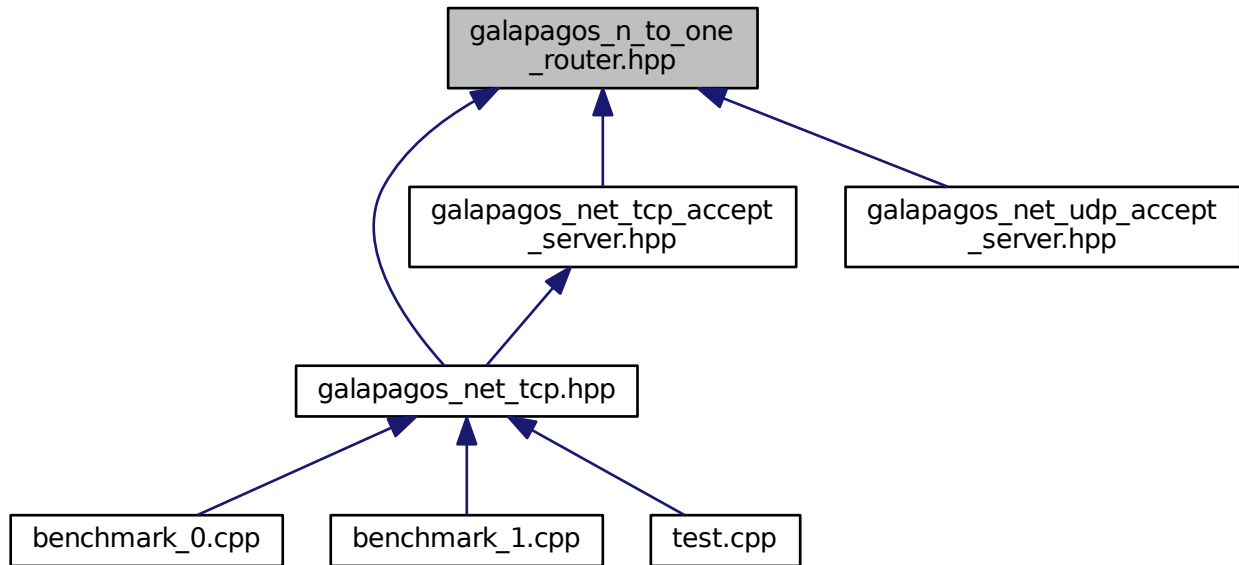 galapagos_n_to_one
_router.hpp
galapagos_net_tcp_accept
_server.hpp
galapagos_net_udp_accept
_server.hpp
galapagos_net_tcp.hpp
benchmark_0.cpp
benchmark_1.cpp
test.cpp